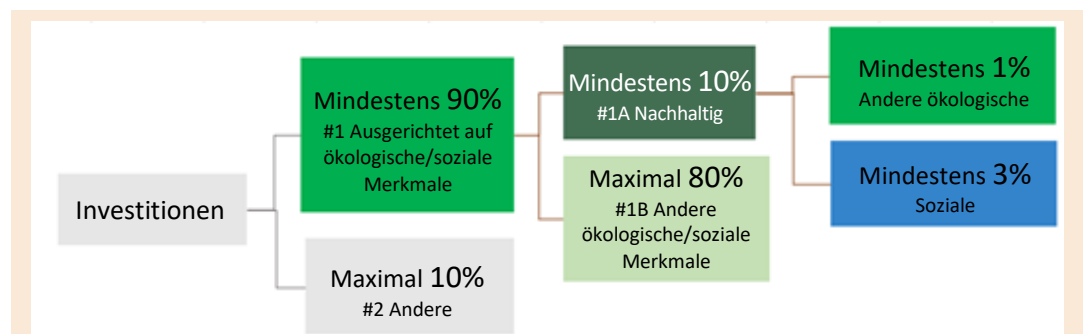 Investitionen
Mindestens 90%
#1 Ausgerichtet auf
ökologische/soziale
Merkmale
Maximal 10%
#2 Andere
Mindestens 10%
#1A Nachhaltig
Maximal 80%
#1B Andere
ökologische/soziale
Merkmale
Mindestens 1%
Andere ökologische
Mindestens 3%
Soziale